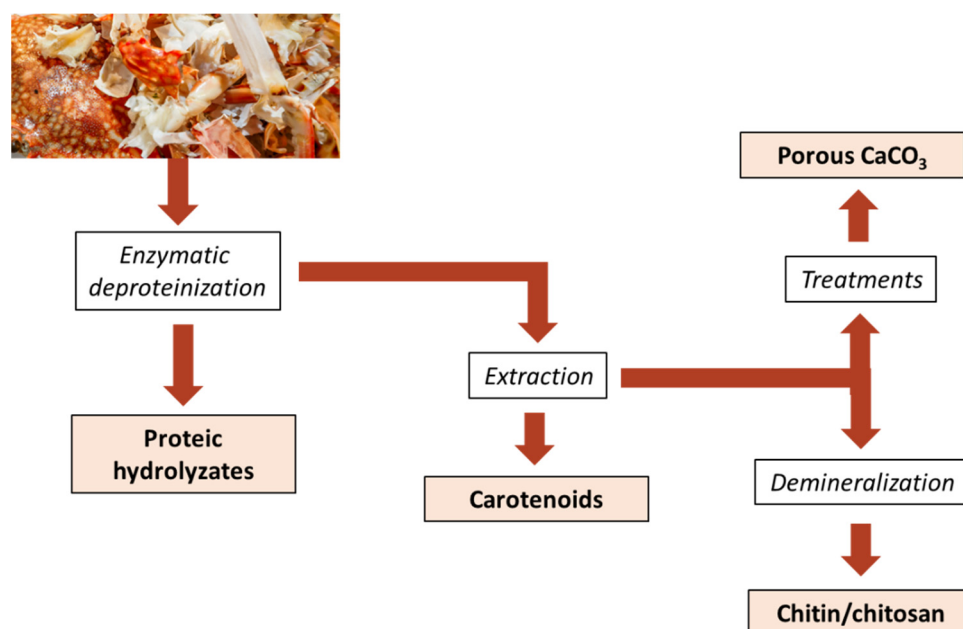 Enzymatic
deproteinization
Proteic
hydrolyzates
Extraction
Carotenoids
Porous CaCO₃
Treatments
Demineralization
Chitin/chitosan